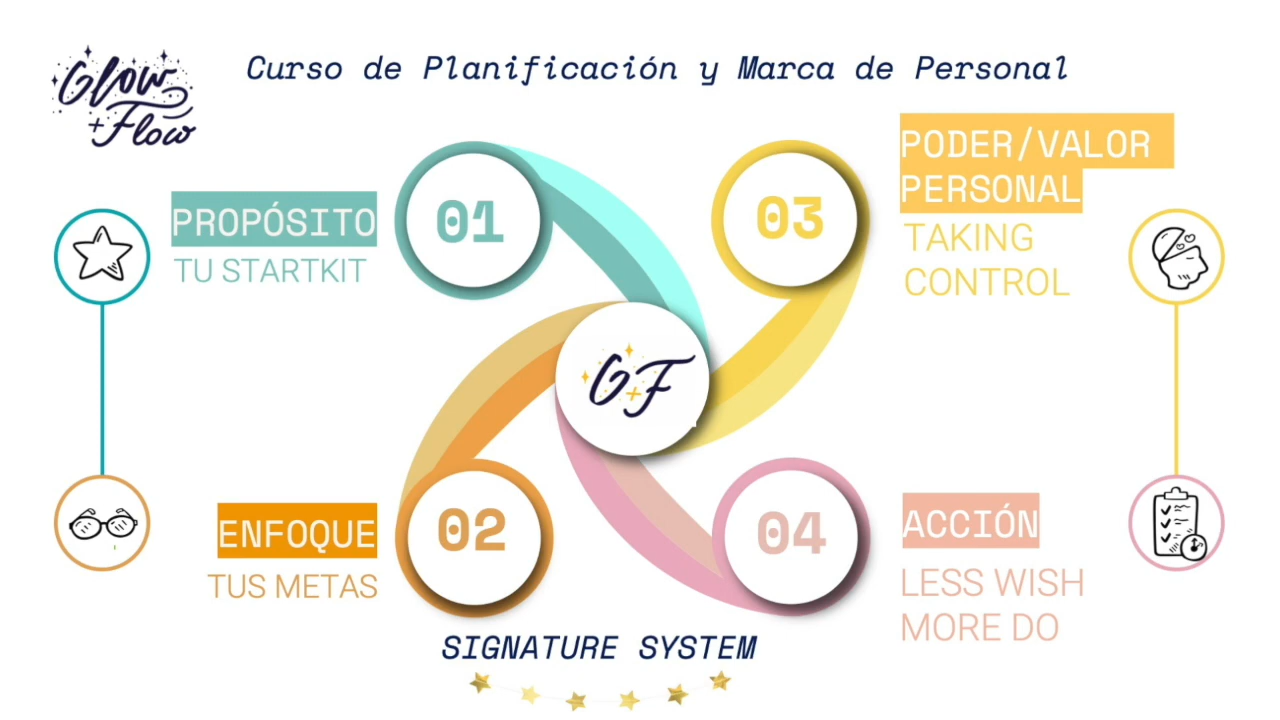 Glow
+Flow
Curso de Planificación y Marca de Personal
01
PROPÓSITO
TU STARTKIT
02
ENFOQUE
TUS METAS
G+F
03
PODER/VALOR
PERSONAL
TAKING
CONTROL
04
ACCIÓN
LESS WISH
MORE DO
SIGNATURE SYSTEM